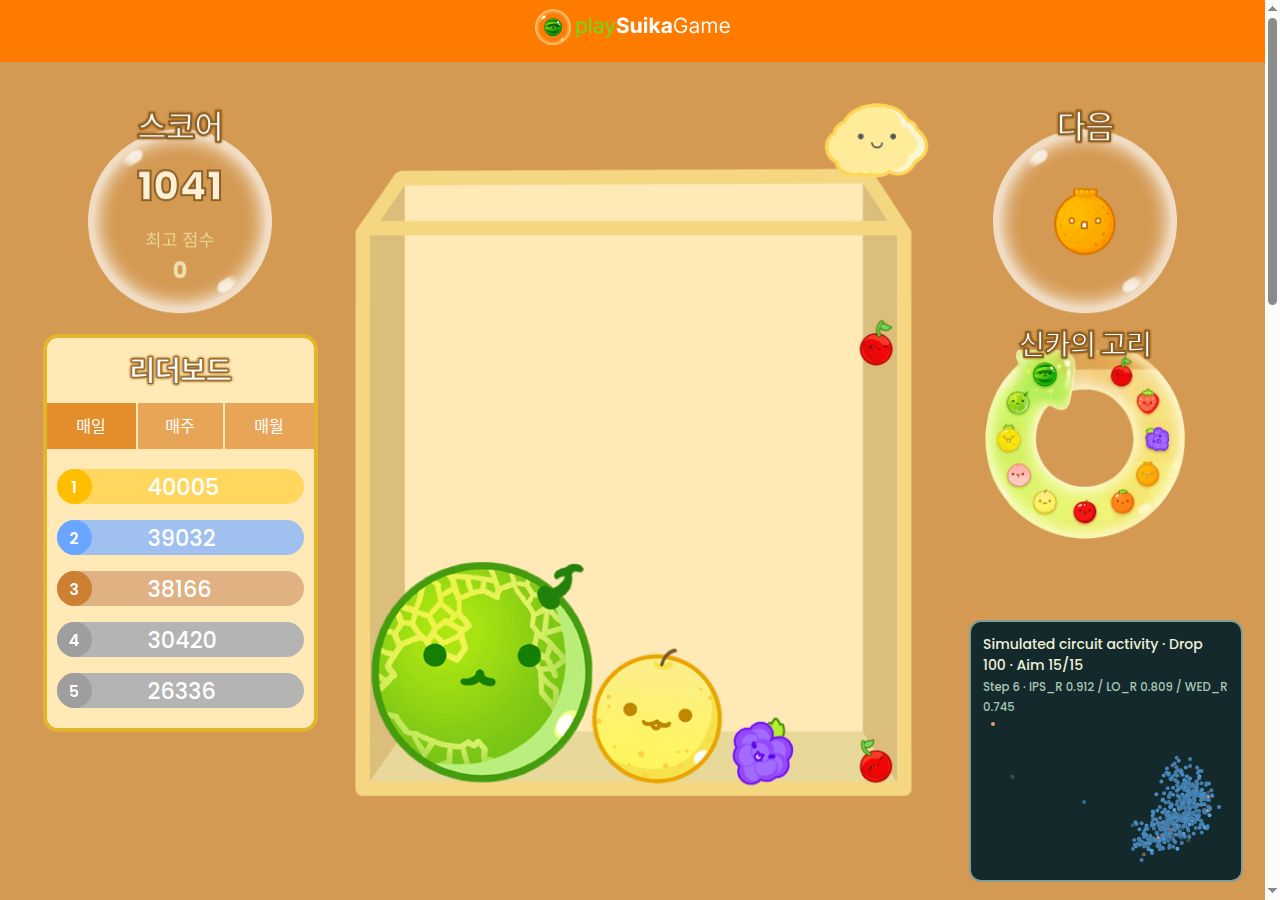 playSuikaGame
스코어
1041
최고 점수
0
다음
리더보드
매일 매주 매월
1 40005
2 39032
3 38166
4 30420
5 26336
신카의 고리
Simulated circuit activity · Drop
100 · Aim 15/15
Step 6 · IPS_R 0.912 / LO_R 0.809 / WED_R
0.745